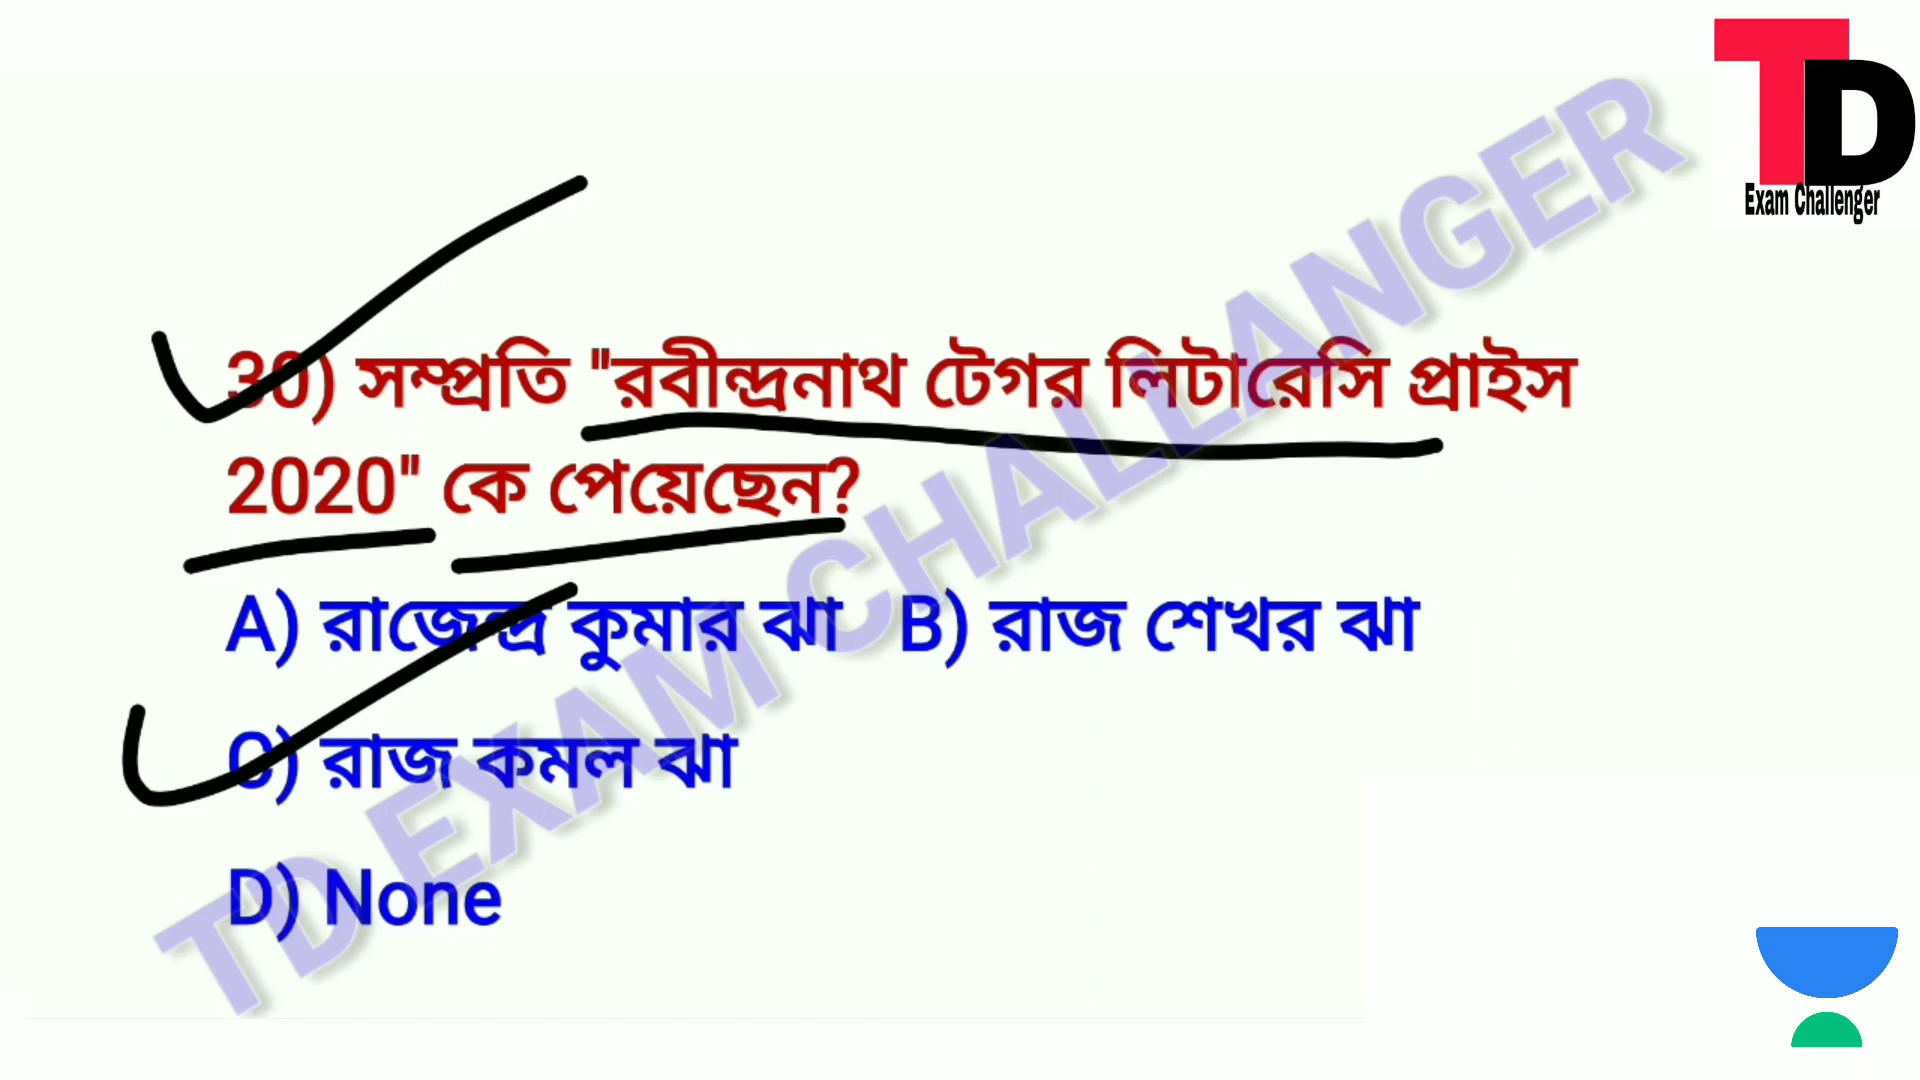 TD
Exam Challenger
30) সম্প্রতি "রবীন্দ্রনাথ টেগর লিটারেসি প্রাইস
2020" কে পেয়েছেন?
A) রাজেন্দ্র কুমার ঝা B) রাজ শেখর ঝা
C) রাজ কমল ঝা
D) None
TD EXAM CHALLANGER